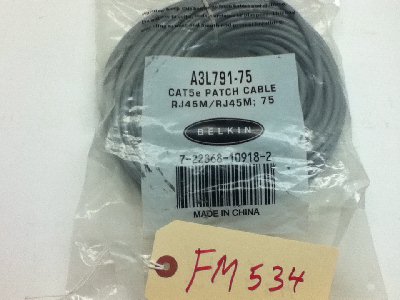 A3L791-75
CAT5e PATCH CABLE
RJ45M/RJ45M; 75
BELKIN
7-22868-10918-2
MADE IN CHINA
FM 534